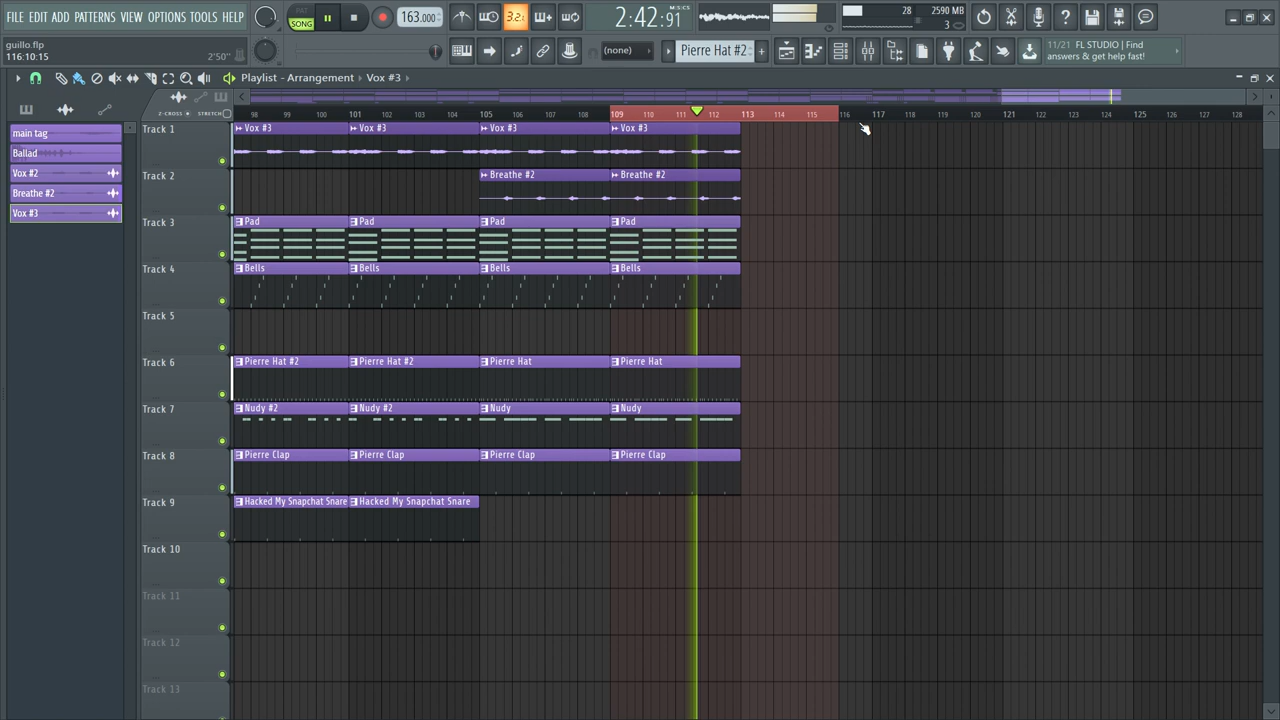 FILE EDIT ADD PATTERNS VIEW OPTIONS TOOLS HELP
PAT
SONG
163.000
3.2.
2:42:91
M:S:CS
28
2590 MB
3
guillo.flp
116:10:15
2'50"
(none)
Pierre Hat #2
11/21 FL STUDIO | Find
answers & get help fast!
Playlist - Arrangement Vox #3
Z-CROSS STRETCH
98 99 100 101 102 103 104 105 106 107 108 109 110 111 112 113 114 115 116 117 118 119 120 121 122 123 124 125 126 127 128
main tag
Ballad
Vox #2
Breathe #2
Vox #3
Track 1
Vox #3 Vox #3 Vox #3 Vox #3
Track 2
Breathe #2 Breathe #2
Track 3
Pad Pad Pad Pad
Track 4
Bells Bells Bells Bells
Track 5
Track 6
Pierre Hat #2 Pierre Hat #2 Pierre Hat Pierre Hat
Track 7
Nudy #2 Nudy #2 Nudy Nudy
Track 8
Pierre Clap Pierre Clap Pierre Clap Pierre Clap
Track 9
Hacked My Snapchat Snare Hacked My Snapchat Snare
Track 10
Track 11
Track 12
Track 13